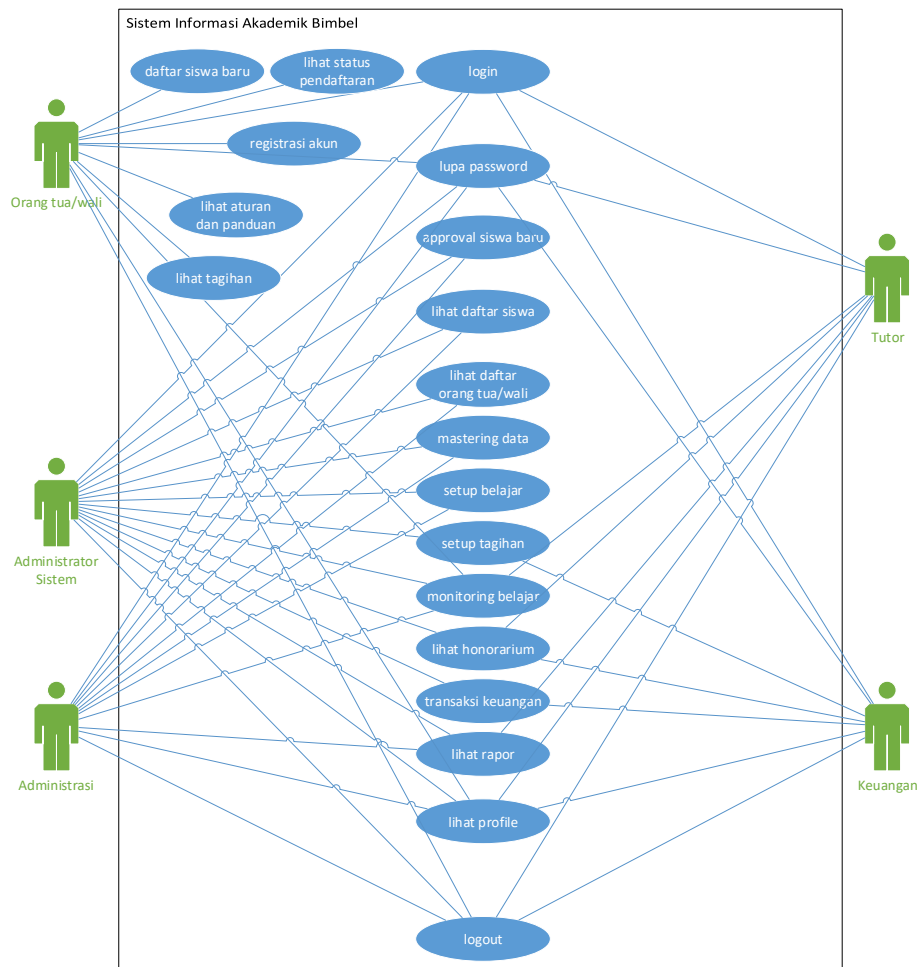 Sistem Informasi Akademik Bimbel
daftar siswa baru
lihat status
pendaftaran
login
registrasi akun
lupa password
Orang tua/wali
lihat aturan
dan panduan
approval siswa baru
lihat tagihan
lihat daftar siswa
Tutor
lihat daftar
orang tua/wali
mastering data
setup belajar
Administrator
Sistem
setup tagihan
monitoring belajar
lihat honorarium
transaksi keuangan
lihat rapor
Administrasi
Keuangan
lihat profile
logout